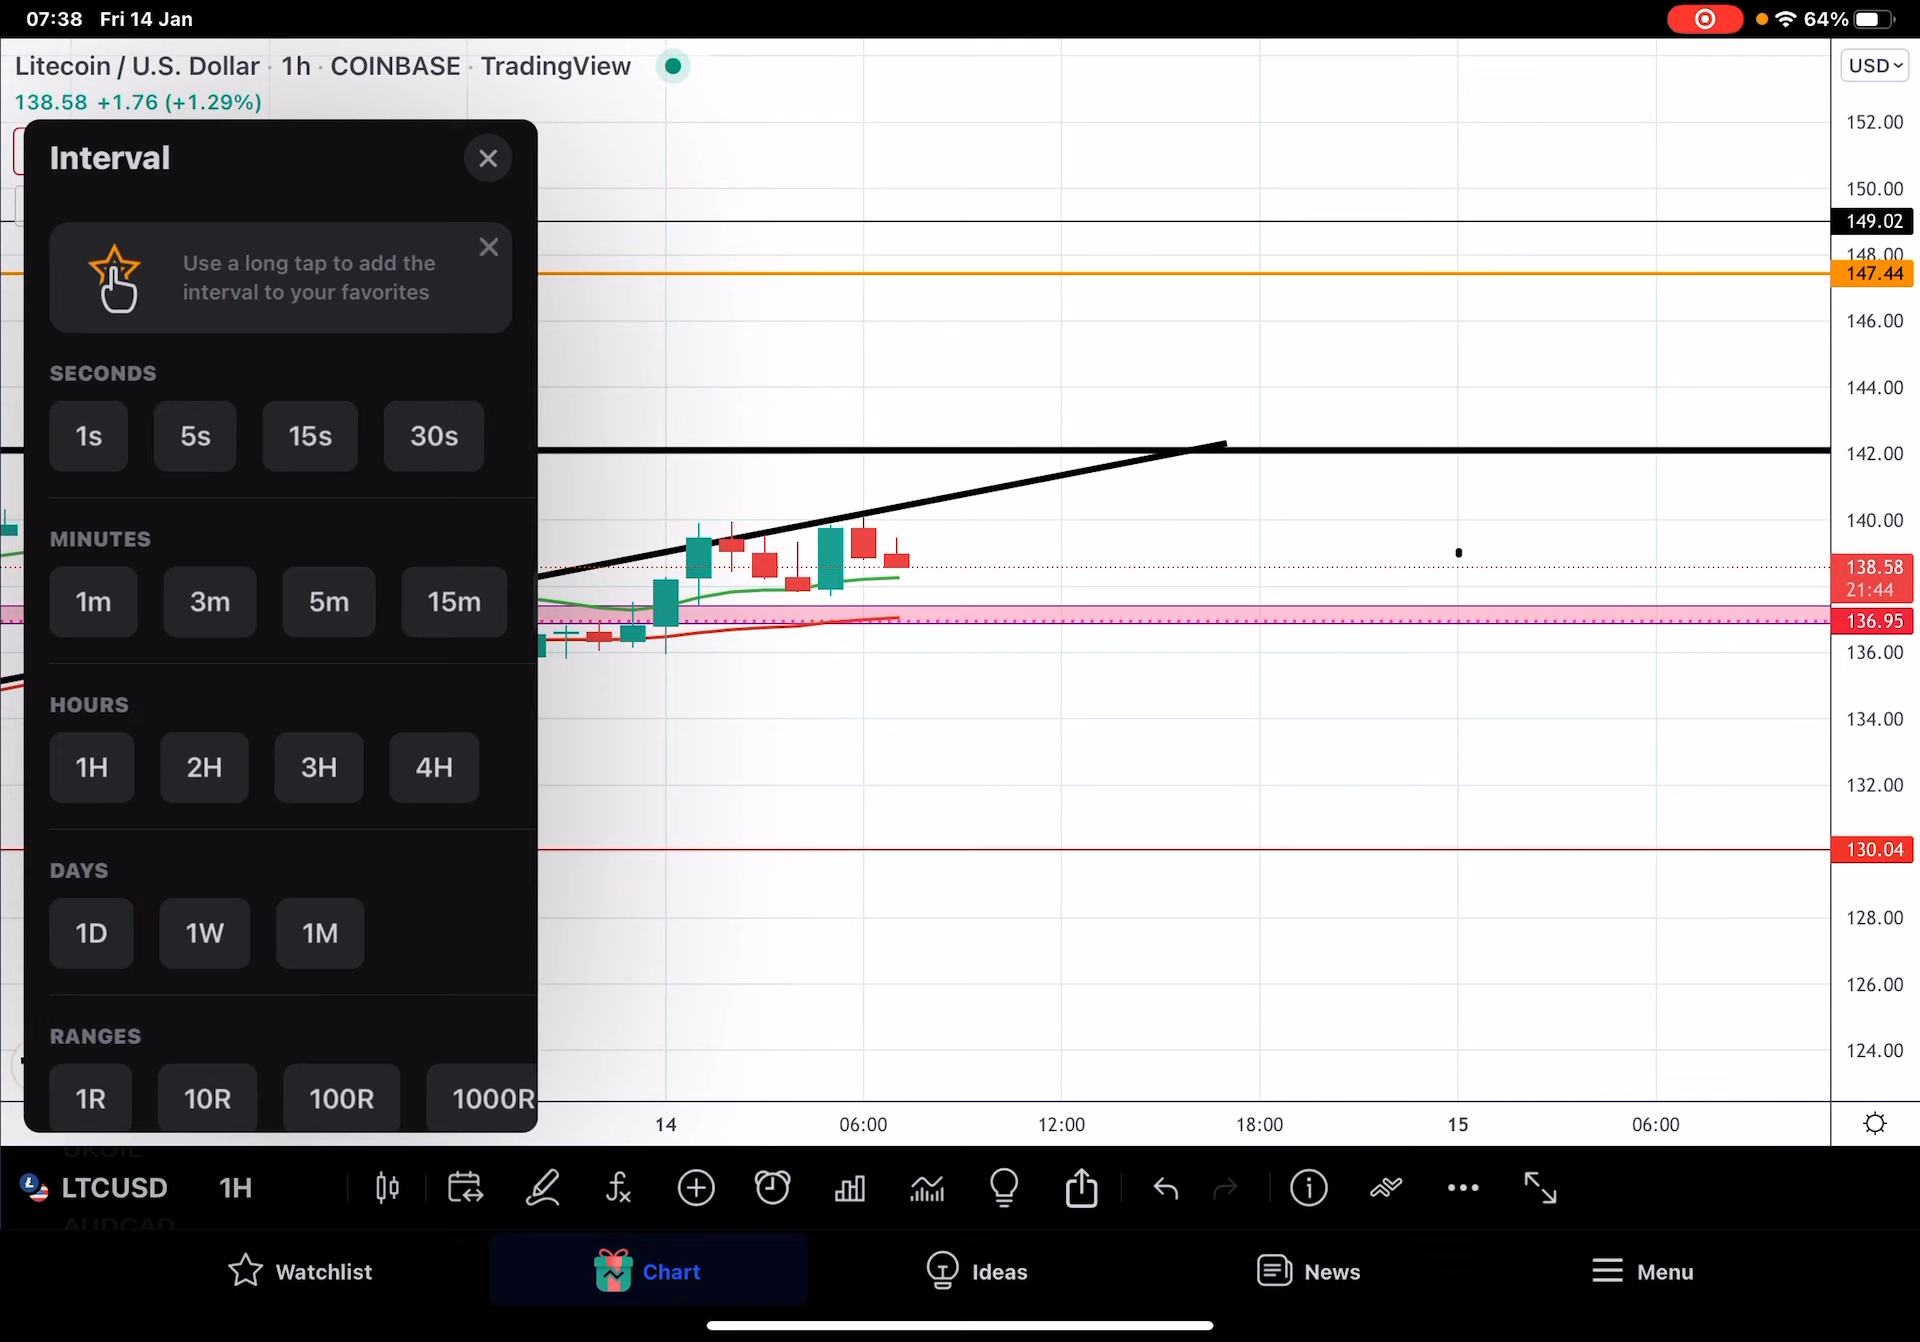 07:38 Fri 14 Jan
64%
Litecoin / U.S. Dollar · 1h · COINBASE · TradingView
USD
138.58 +1.76 (+1.29%)
Interval
Use a long tap to add the
interval to your favorites
SECONDS
1s 5s 15s 30s
MINUTES
1m 3m 5m 15m
HOURS
1H 2H 3H 4H
DAYS
1D 1W 1M
RANGES
1R 10R 100R 1000R
152.00
150.00
149.02
148.00
147.44
146.00
144.00
142.00
140.00
138.58
21:44
136.95
136.00
134.00
132.00
130.04
128.00
126.00
124.00
14 06:00 12:00 18:00 15 06:00
UKOIL
LTCUSD 1H
AUDCAD
Watchlist Chart Ideas News Menu